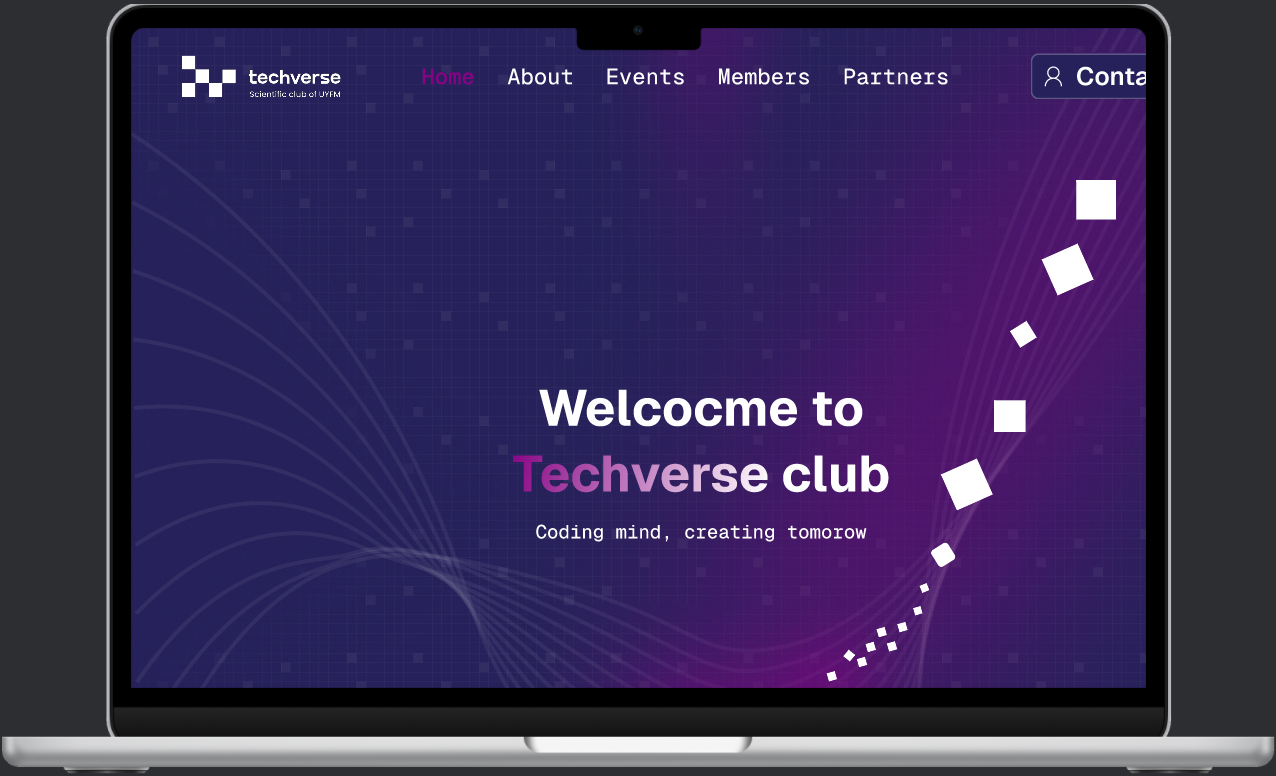 techverse
Scientific club of UYFM
Home About Events Members Partners
Conta
Welcocme to
Techverse club
Coding mind, creating tomorow